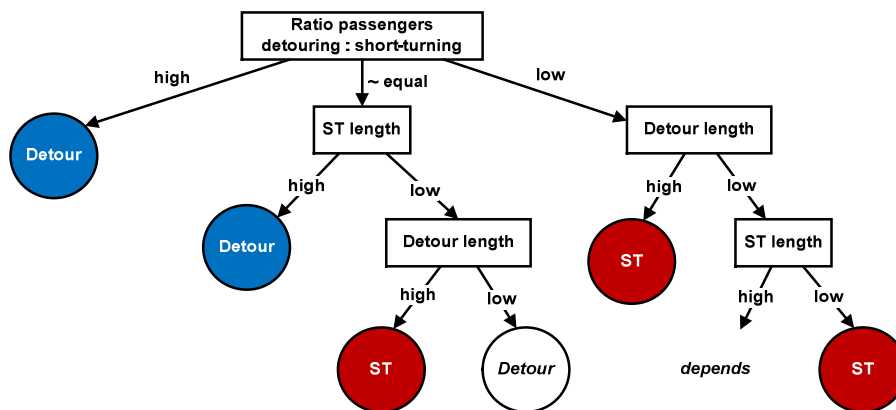 Ratio passengers
detouring : short-turning
high
~ equal
low
Detour
ST length
Detour length
high
low
high
low
Detour
Detour length
ST
ST length
high
low
high
low
ST
Detour
depends
ST